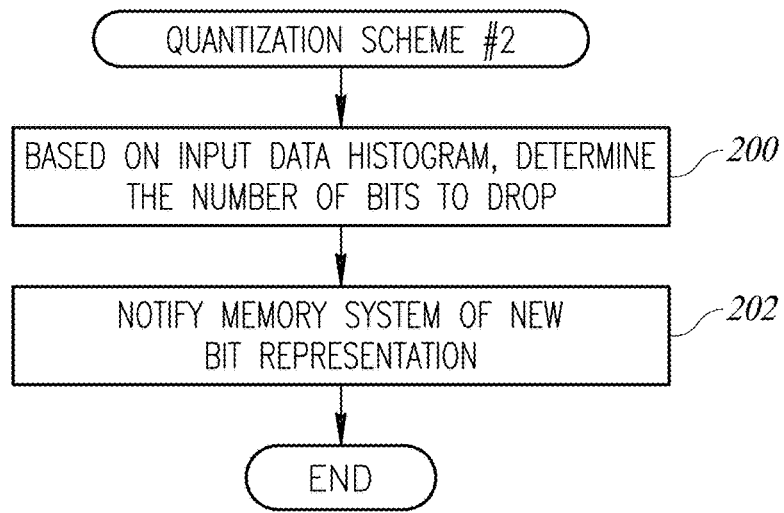 QUANTIZATION SCHEME #2
BASED ON INPUT DATA HISTOGRAM, DETERMINE
THE NUMBER OF BITS TO DROP
200
NOTIFY MEMORY SYSTEM OF NEW
BIT REPRESENTATION
202
END